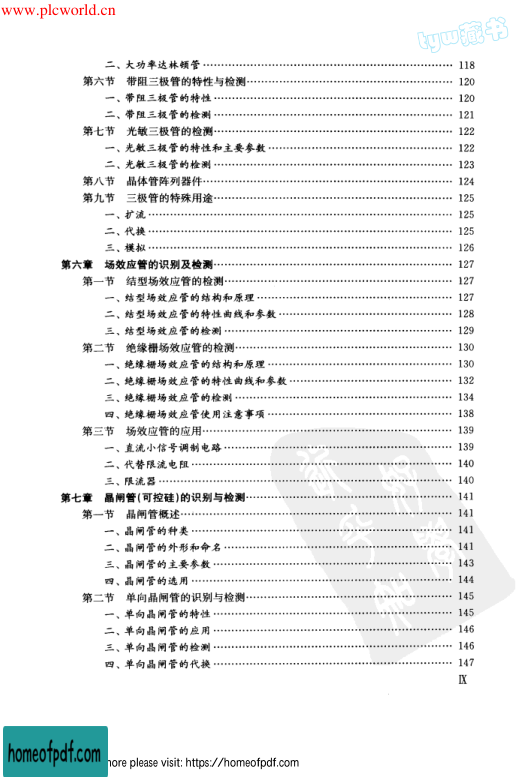 www.plcworld.cn
tyw藏书
二、大功率达林顿管 118
第六节 带阻三极管的特性与检测 120
一、带阻三极管的特性 120
二、带阻三极管的检测 121
第七节 光敏三极管的检测 122
一、光敏三极管的特性和主要参数 122
二、光敏三极管的检测 123
第八节 晶体管阵列器件 124
第九节 三极管的特殊用途 125
一、扩流 125
二、代换 125
三、模拟 126
第六章 场效应管的识别及检测 127
第一节 结型场效应管的检测 127
一、结型场效应管的结构和原理 127
二、结型场效应管的特性曲线和参数 128
三、结型场效应管的检测 129
第二节 绝缘栅场效应管的检测 130
一、绝缘栅场效应管的结构和原理 130
二、绝缘栅场效应管的特性曲线和参数 132
三、绝缘栅场效应管的检测 134
四、绝缘栅场效应管使用注意事项 138
第三节 场效应管的应用 139
一、直流小信号调制电路 139
二、代替限流电阻 140
三、限流器 140
第七章 晶闸管(可控硅)的识别与检测 141
第一节 晶闸管概述 141
一、晶闸管的种类 141
二、晶闸管的外形和命名 141
三、晶闸管的主要参数 143
四、晶闸管的选用 144
第二节 单向晶闸管的识别与检测 145
一、单向晶闸管的特性 145
二、单向晶闸管的应用 146
三、单向晶闸管的检测 146
四、单向晶闸管的代换 147
Ⅸ
homeofpdf.com
more please visit: https://homeofpdf.com